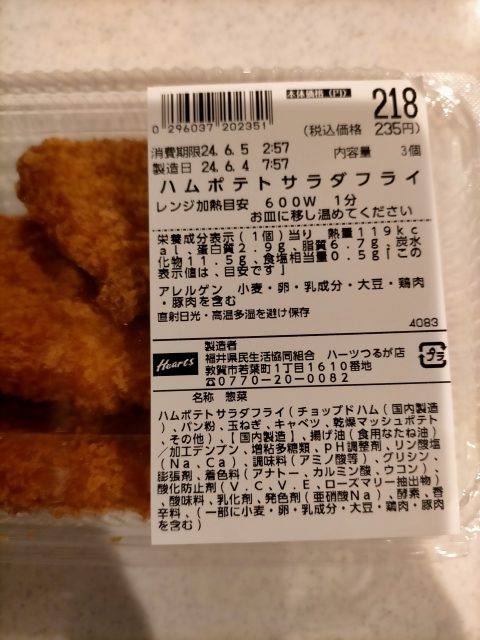 本体価格(円) 218
(税込価格 235円)
0 296037 202351
消費期限24.6.5 2:57
内容量 3個
製造日 24.6.4 7:57
ハムポテトサラダフライ
レンジ加熱目安 600W 1分
お皿に移し温めてください
栄養成分表示(1個)当り 熱量119kc
al、蛋白質2.9g、脂質6.7g、炭水
化物11.5g、食塩相当量0.5g「この
表示値は、目安です」
アレルゲン 小麦・卵・乳成分・大豆・鶏肉
・豚肉を含む
直射日光・高温多湿を避け保存
4083
製造者
Hearts
福井県民生活協同組合 ハーツつるが店
敦賀市若葉町1丁目1610番地
☎0770-20-0082
プラ
名称 惣菜
ハムポテトサラダフライ(チョップドハム(国内製造
)、パン粉、玉ねぎ、キャベツ、乾燥マッシュポテト
、その他)、【国内製造】、揚げ油(食用なたね油)
/加工デンプン、増粘多糖類、pH調整剤、リン酸塩
(Na、Ca)、調味料(アミノ酸等)、グリシン、
膨張剤、着色料(アナトー、カルミン酸、ウコン)、
酸化防止剤(V.C、V.E、ローズマリー抽出物)
、酸味料、乳化剤、発色剤(亜硝酸Na)、酵素、香
辛料、(一部に小麦・卵・乳成分・大豆・鶏肉・豚肉
を含む)